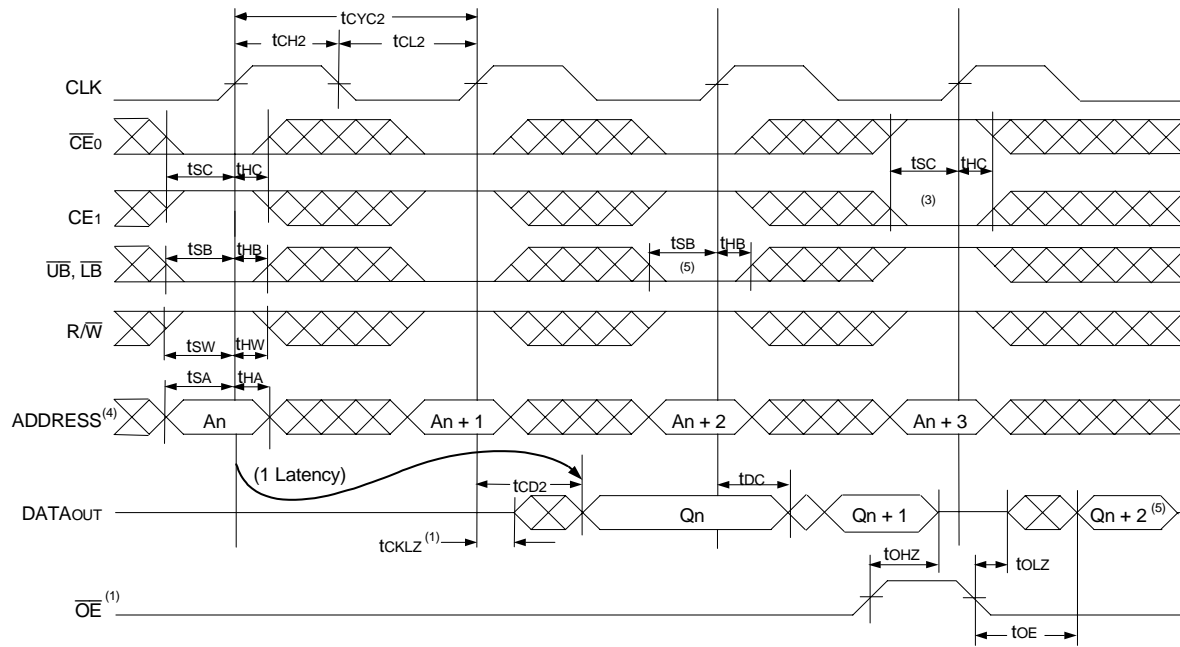 tCYC2
tCH2 tCL2
CLK
CE0
tSC tHC tSC tHC
CE1 (3)
tSB tHB tSB tHB
UB, LB (5)
R/W
tSW tHW
tSA tHA
ADDRESS(4) An An + 1 An + 2 An + 3
(1 Latency) tCD2 tDC
DATAOUT Qn Qn + 1 Qn + 2 (5)
tCKLZ (1) tOHZ tOLZ
OE (1)
tOE